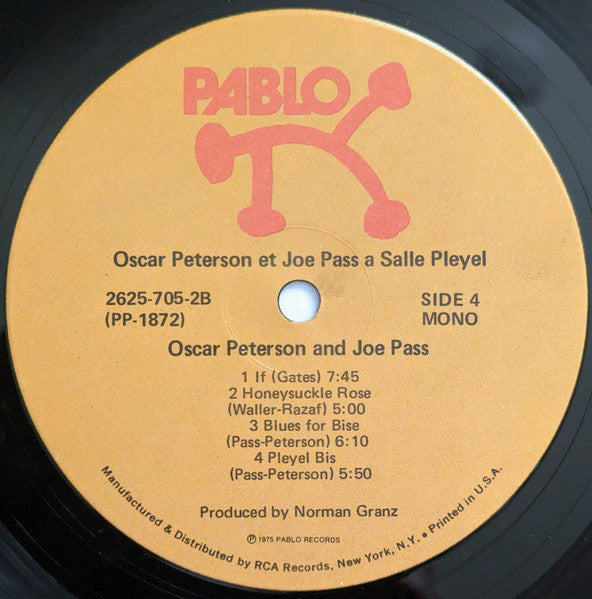 PABLO
Oscar Peterson et Joe Pass a Salle Pleyel
2625-705-2B
(PP-1872)
SIDE 4
MONO
Oscar Peterson and Joe Pass
1 If (Gates) 7:45
2 Honeysuckle Rose
(Waller-Razaf) 5:00
3 Blues for Bise
(Pass-Peterson) 6:10
4 Pleyel Bis
(Pass-Peterson) 5:50
Produced by Norman Granz
℗ 1975 PABLO RECORDS
Manufactured & Distributed by RCA Records, New York, N.Y. • Printed in U.S.A.